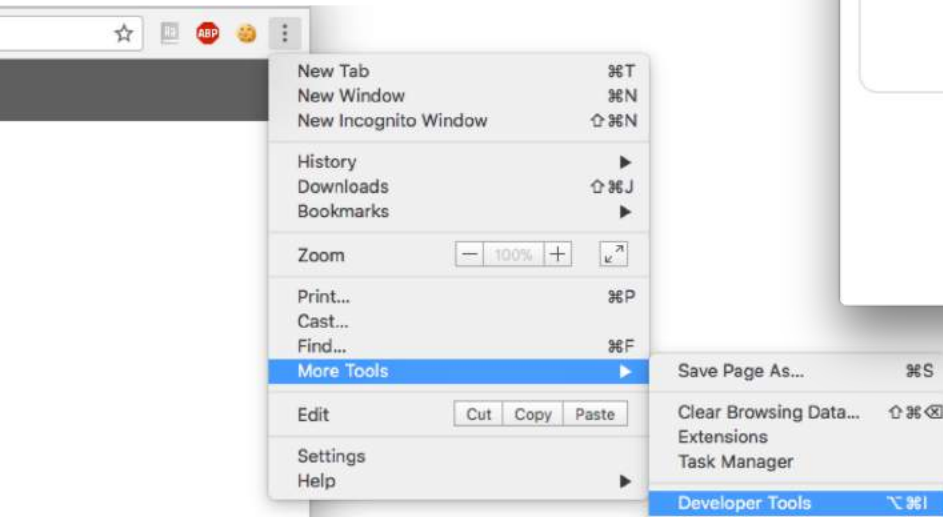 ABP
New Tab ⌘T
New Window ⌘N
New Incognito Window ⇧⌘N
History ▶
Downloads ⇧⌘J
Bookmarks ▶
Zoom − 100% +
Print... ⌘P
Cast...
Find... ⌘F
More Tools ▶
Edit Cut Copy Paste
Settings
Help ▶
Save Page As... ⌘S
Clear Browsing Data... ⇧⌘⌫
Extensions
Task Manager
Developer Tools ⌥⌘I